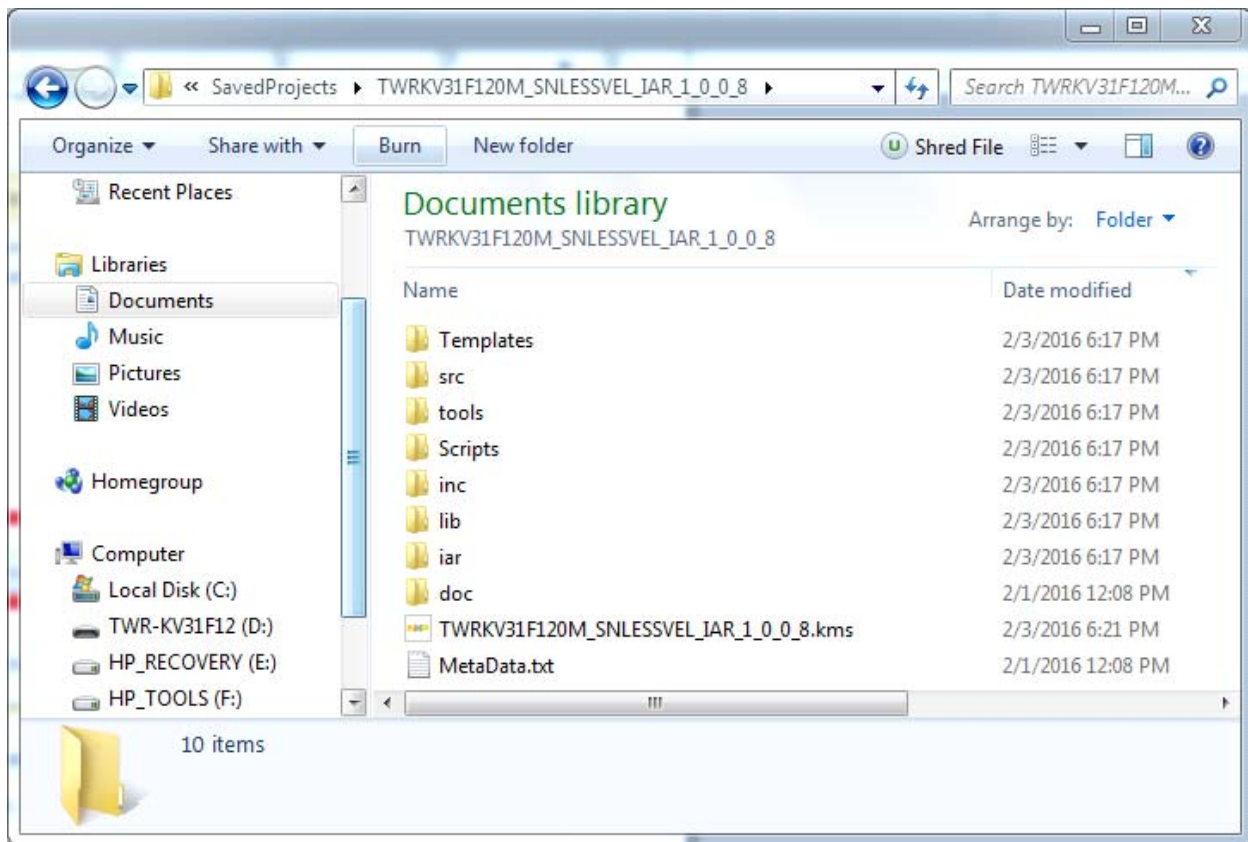 « SavedProjects ▸ TWRKV31F120M_SNLESSVEL_IAR_1_0_0_8 ▸ Search TWRKV31F120M...
Organize Share with Burn New folder Shred File
Recent Places
Libraries
Documents
Music
Pictures
Videos
Homegroup
Computer
Local Disk (C:)
TWR-KV31F12 (D:)
HP_RECOVERY (E:)
HP_TOOLS (F:)
Documents library
TWRKV31F120M_SNLESSVEL_IAR_1_0_0_8
Arrange by: Folder
Name Date modified
Templates 2/3/2016 6:17 PM
src 2/3/2016 6:17 PM
tools 2/3/2016 6:17 PM
Scripts 2/3/2016 6:17 PM
inc 2/3/2016 6:17 PM
lib 2/3/2016 6:17 PM
iar 2/3/2016 6:17 PM
doc 2/1/2016 12:08 PM
TWRKV31F120M_SNLESSVEL_IAR_1_0_0_8.kms 2/3/2016 6:21 PM
MetaData.txt 2/1/2016 12:08 PM
10 items